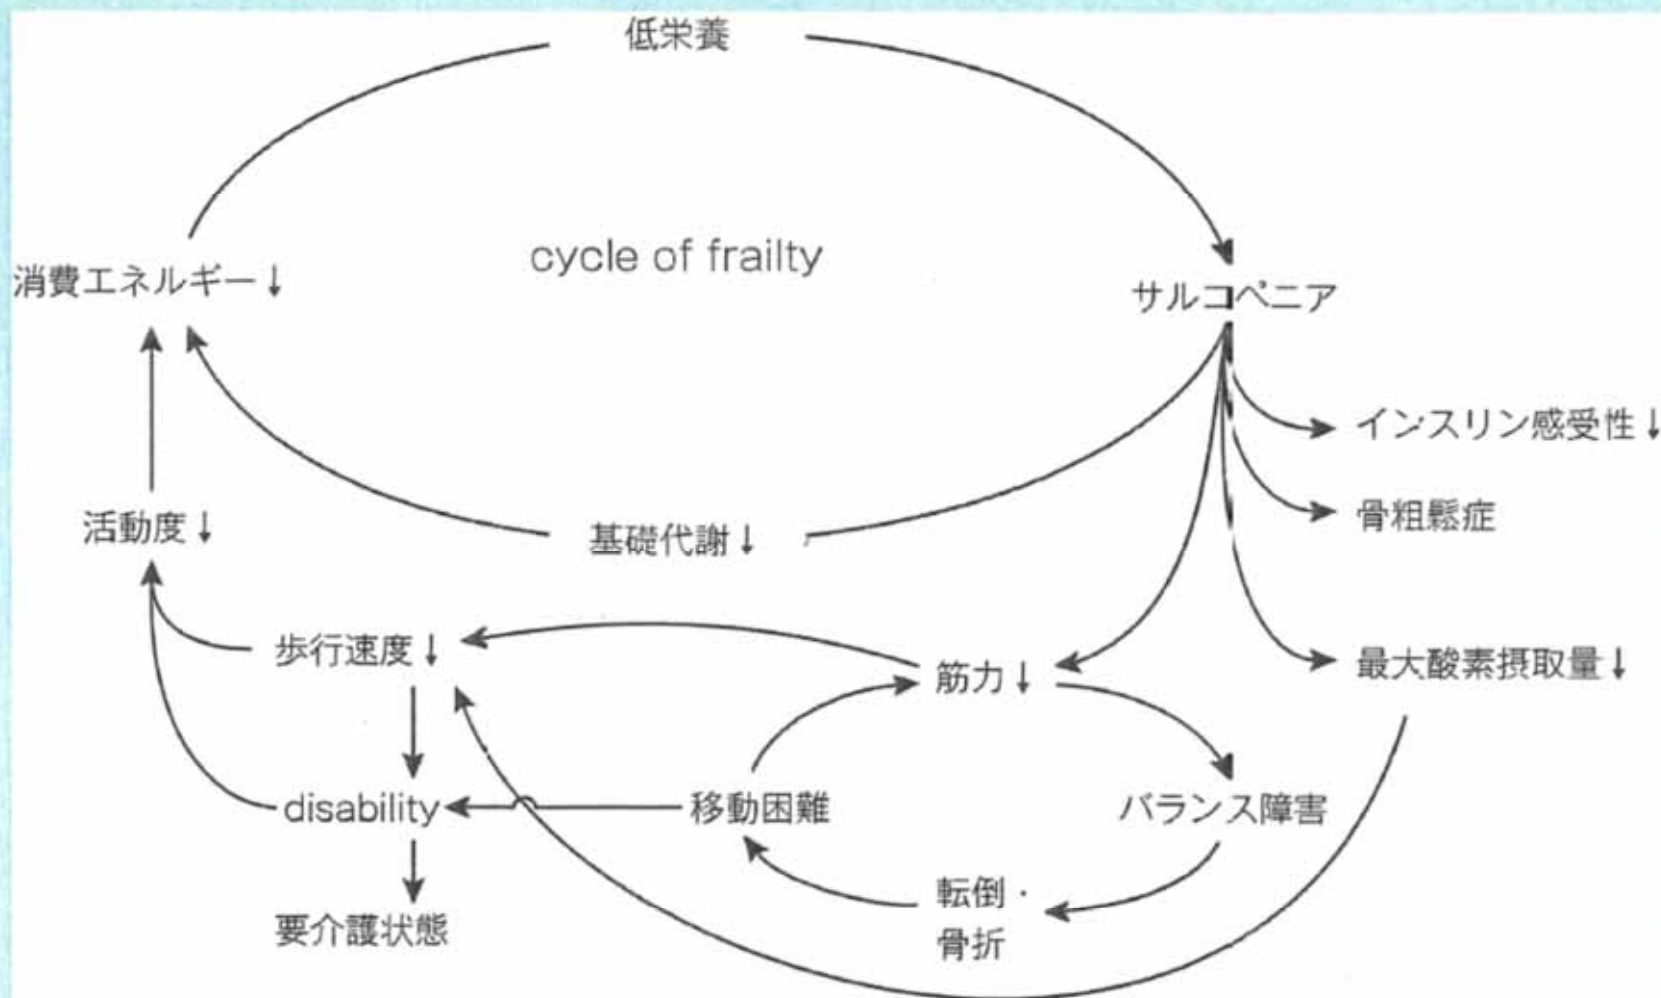 低栄養
cycle of frailty
消費エネルギー↓
サルコペニア
インスリン感受性↓
骨粗鬆症
活動度↓
基礎代謝↓
歩行速度↓
筋力↓
最大酸素摂取量↓
disability
移動困難
バランス障害
転倒・
骨折
要介護状態